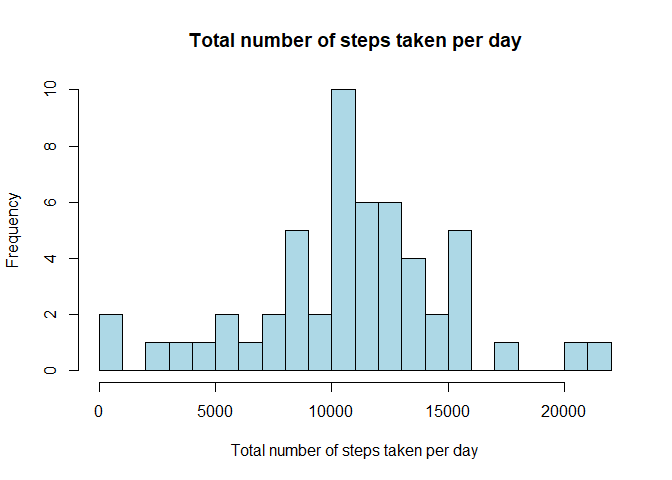 Total number of steps taken per day
Frequency
10
8
6
4
2
0
0 5000 10000 15000 20000
Total number of steps taken per day